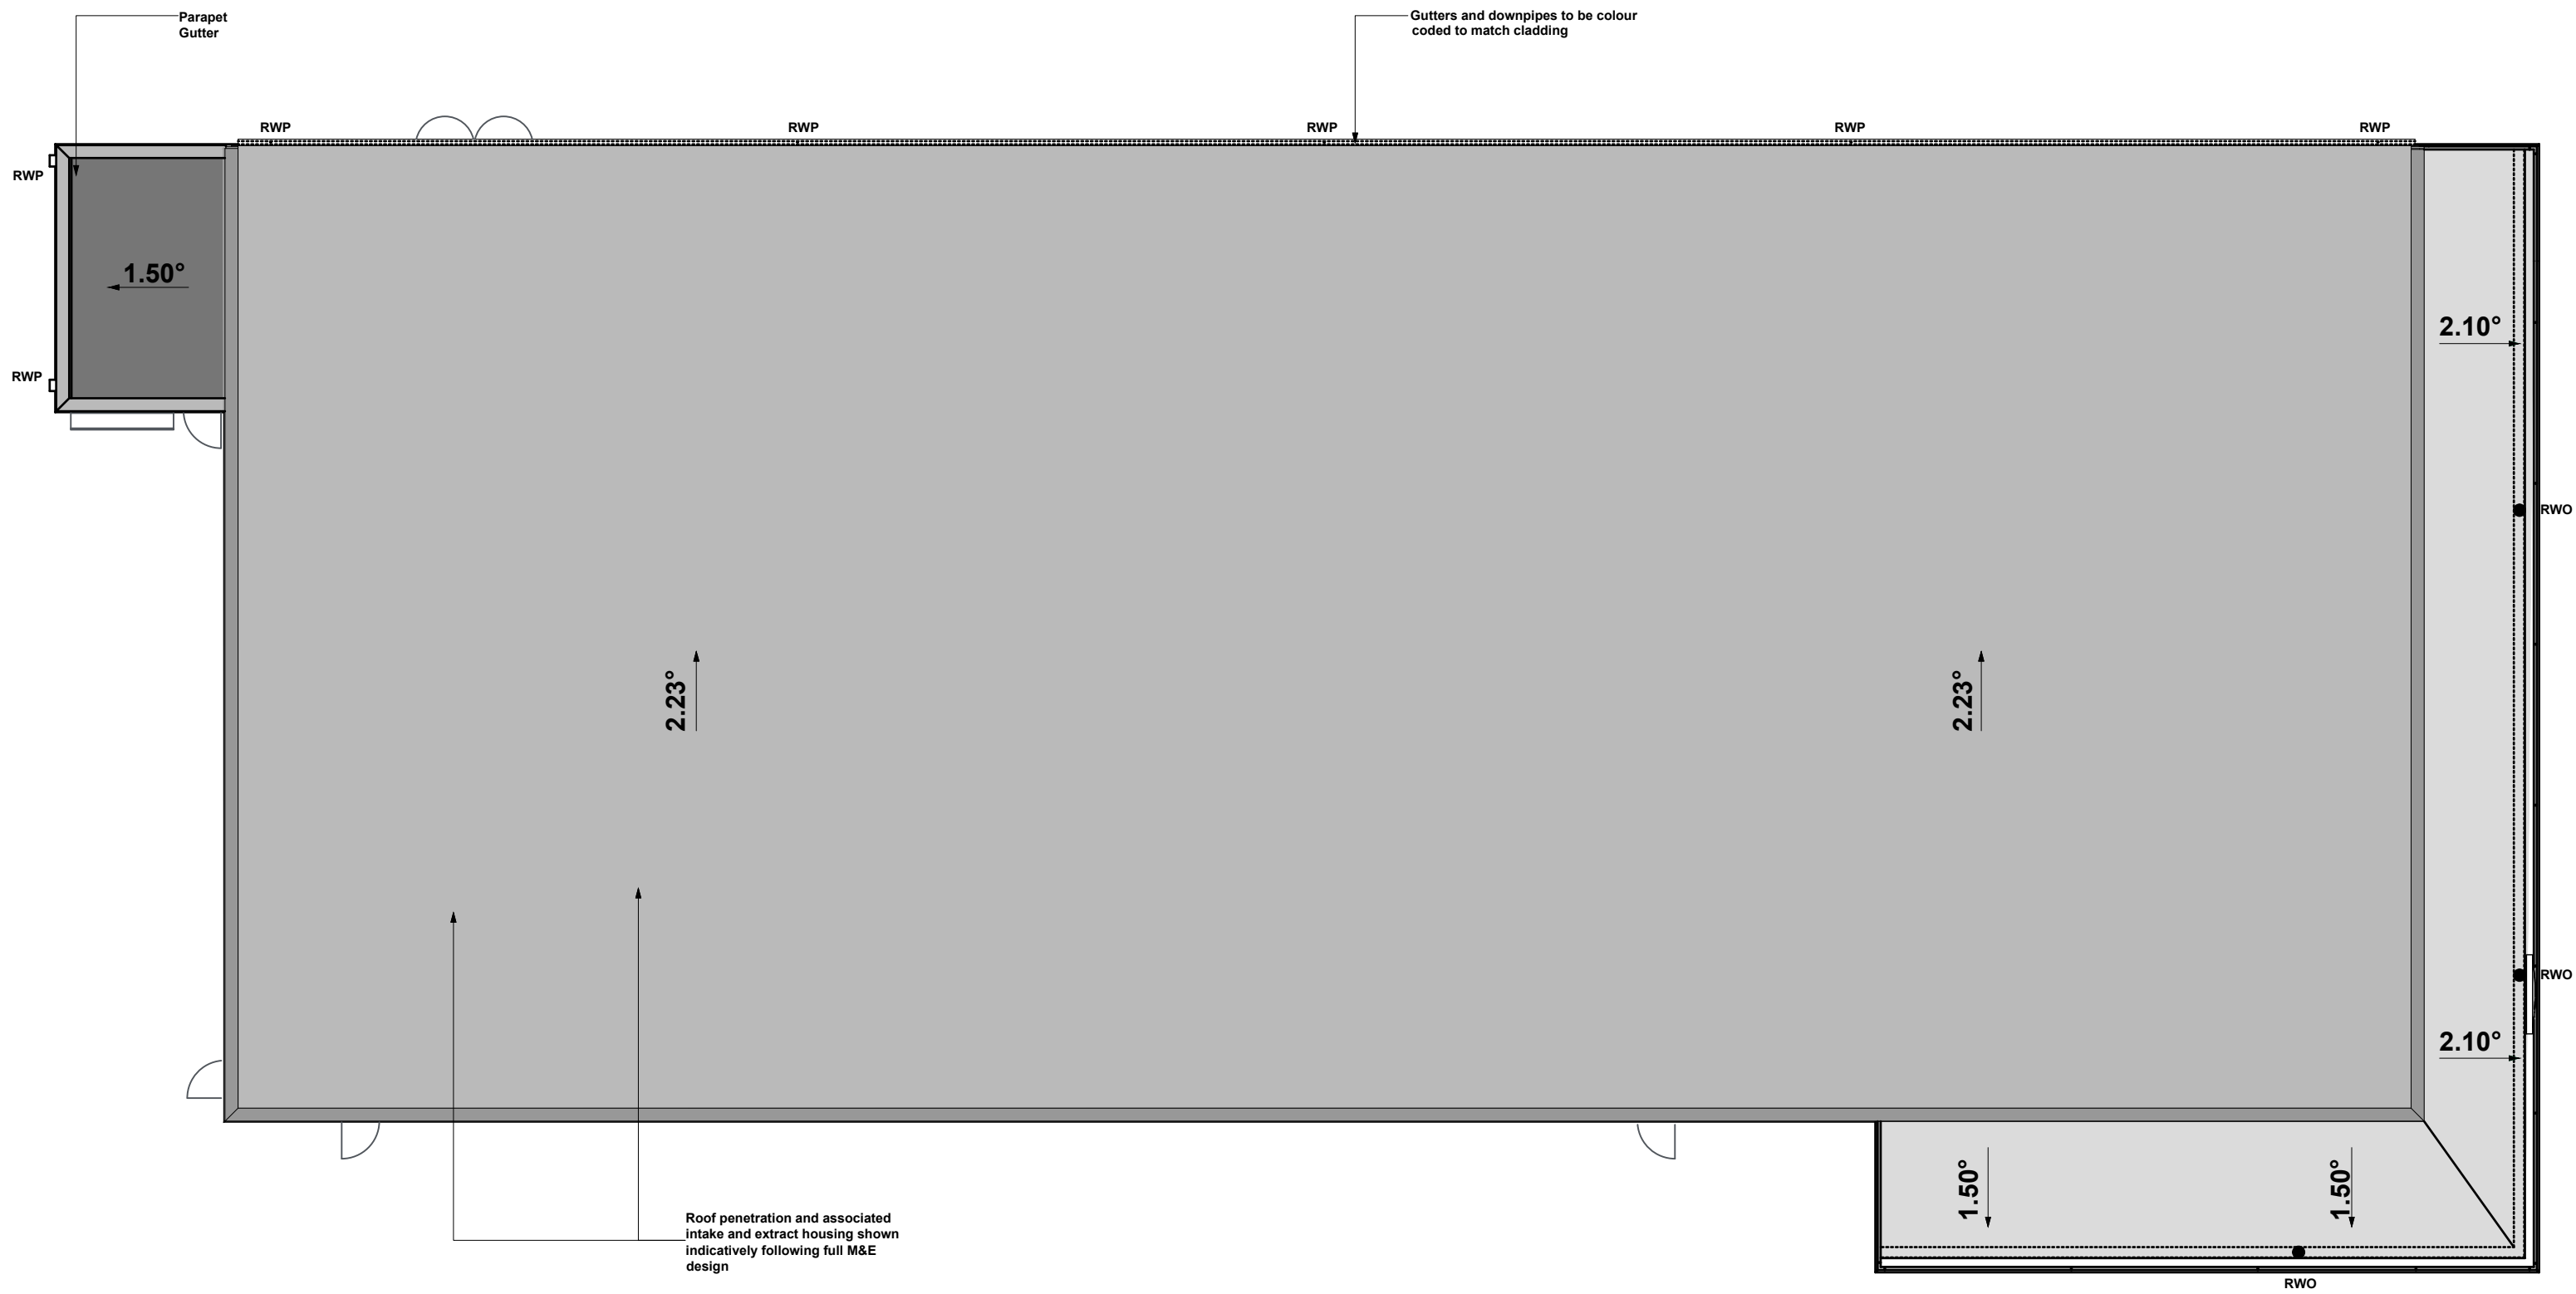 Parapet
Gutter
Gutters and downpipes to be colour
coded to match cladding
RWP
RWP
RWP
RWP
RWP
RWP
1.50°
2.10°
RWP
RWO
2.23°
2.23°
RWO
2.10°
1.50°
1.50°
Roof penetration and associated
intake and extract housing shown
indicatively following full M&E
design
RWO